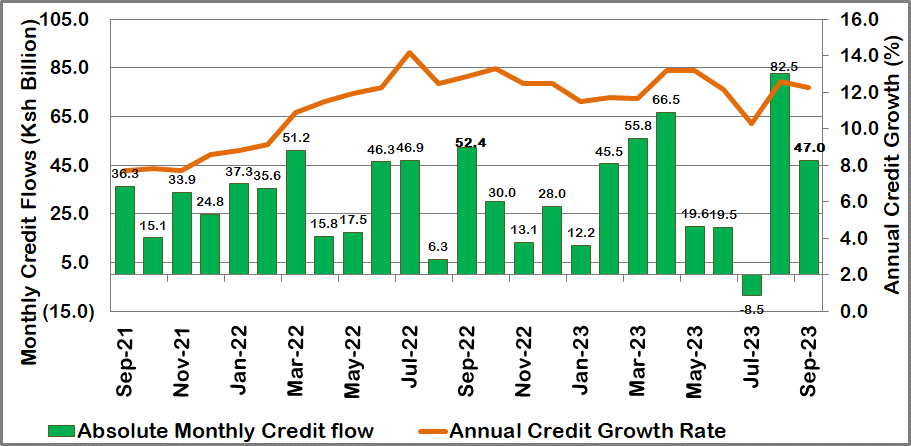 Monthly Credit Flows (Ksh Billion)
105.0
85.0
65.0
45.0
25.0
5.0
(15.0)
36.3
15.1
33.9
24.8
37.3
35.6
51.2
15.8
17.5
46.3
46.9
6.3
52.4
30.0
13.1
28.0
12.2
45.5
55.8
66.5
19.6
19.5
-8.5
82.5
47.0
16.0
14.0
12.0
10.0
8.0
6.0
4.0
2.0
0.0
Annual Credit Growth (%)
Sep-21
Nov-21
Jan-22
Mar-22
May-22
Jul-22
Sep-22
Nov-22
Jan-23
Mar-23
May-23
Jul-23
Sep-23
Absolute Monthly Credit flow
Annual Credit Growth Rate